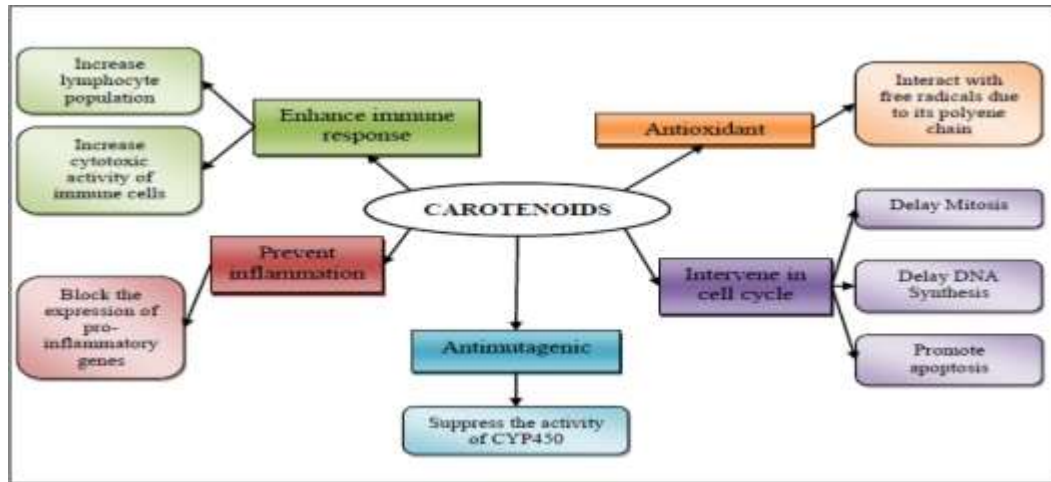 Increase
lymphocyte
population
Enhance immune
response
Increase
cytotoxic
activity of
immune cells
Antioxidant
Interact with
free radicals due
to its polyene
chain
CAROTENOIDS
Prevent
inflammation
Block the
expression of
pro-
inflammatory
genes
Antimutagenic
Suppress the activity
of CYP450
Intervene in
cell cycle
Delay Mitosis
Delay DNA
Synthesis
Promote
apoptosis